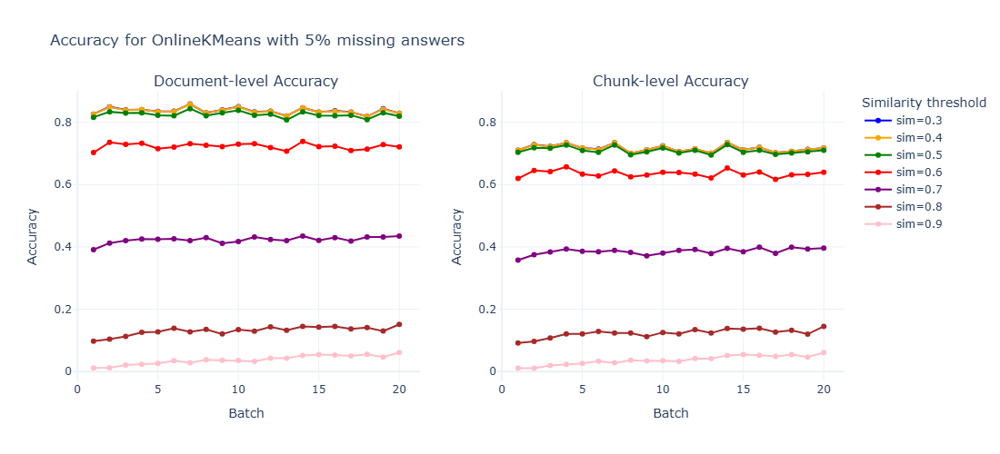 Accuracy for OnlineKMeans with 5% missing answers
Document-level Accuracy
Chunk-level Accuracy
Similarity threshold
sim=0.3
sim=0.4
sim=0.5
sim=0.6
sim=0.7
sim=0.8
sim=0.9
Accuracy
0.8
0.6
0.4
0.2
0
0
5
10
15
20
Batch
Accuracy
0.8
0.6
0.4
0.2
0
0
5
10
15
20
Batch